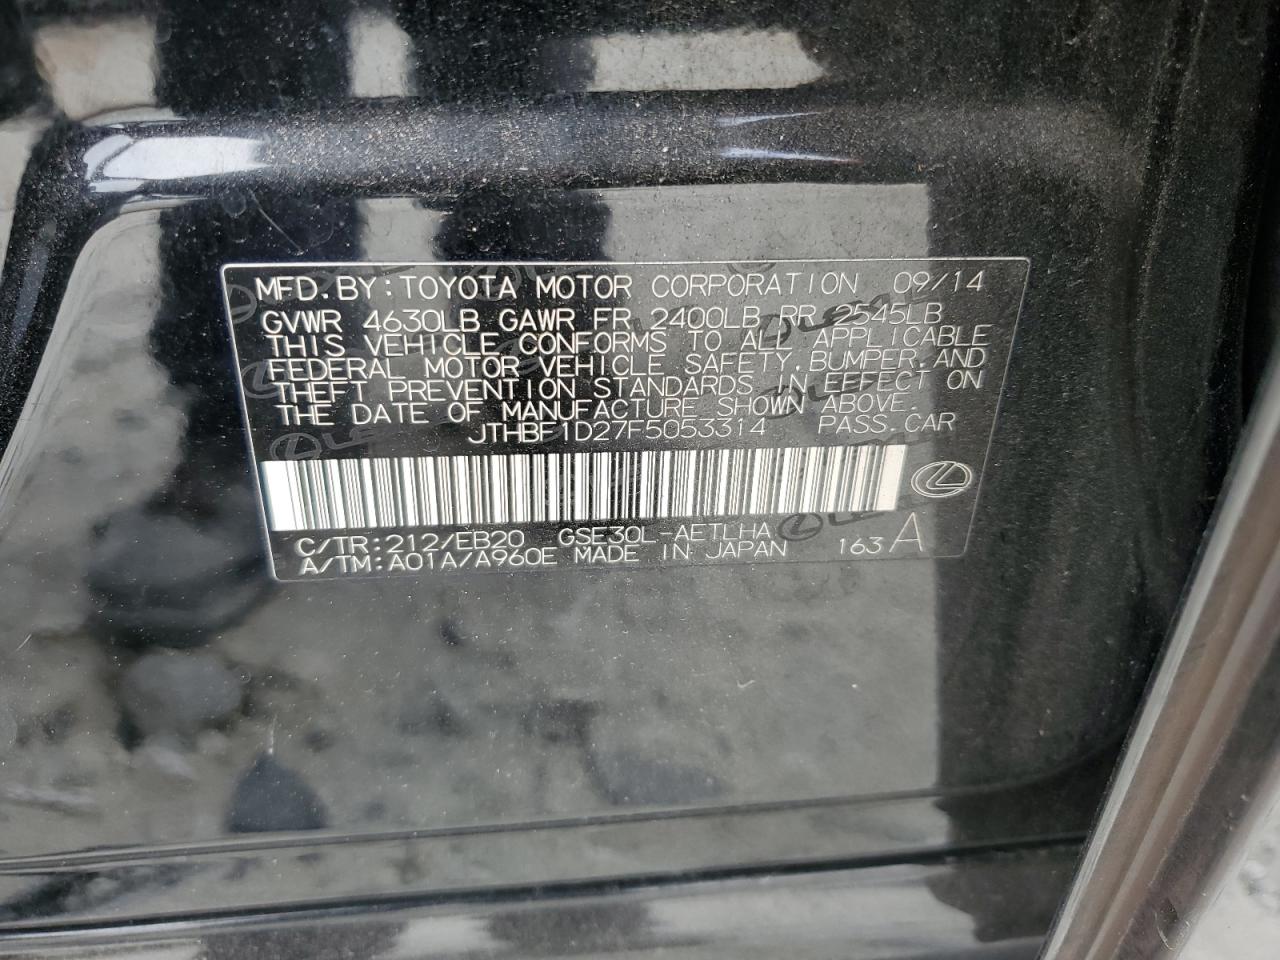 MFD.BY:TOYOTA MOTOR CORPORATION 09/14
GVWR 4630LB GAWR FR 2400LB RR 2545LB
THIS VEHICLE CONFORMS TO ALL APPLICABLE
FEDERAL MOTOR VEHICLE SAFETY,BUMPER,AND
THEFT PREVENTION STANDARDS IN EFFECT ON
THE DATE OF MANUFACTURE SHOWN ABOVE.
JTHBF1D27F5053314 PASS.CAR
C/TR:212/EB20 GSE30L-AETLHA
A/TM:A01A/A960E MADE IN JAPAN 163 A